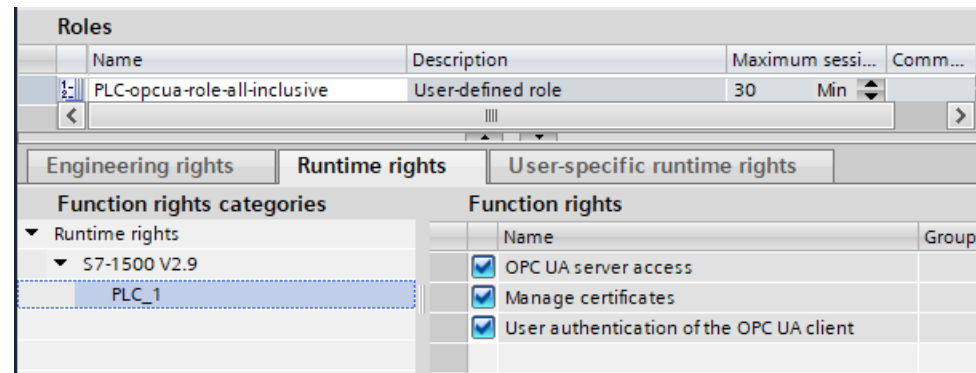 Roles
Name Description Maximum sessi... Comm...
PLC-opcua-role-all-inclusive User-defined role 30 Min
Engineering rights Runtime rights User-specific runtime rights
Function rights categories Function rights
Runtime rights Name Group
S7-1500 V2.9 OPC UA server access
PLC_1 Manage certificates
User authentication of the OPC UA client